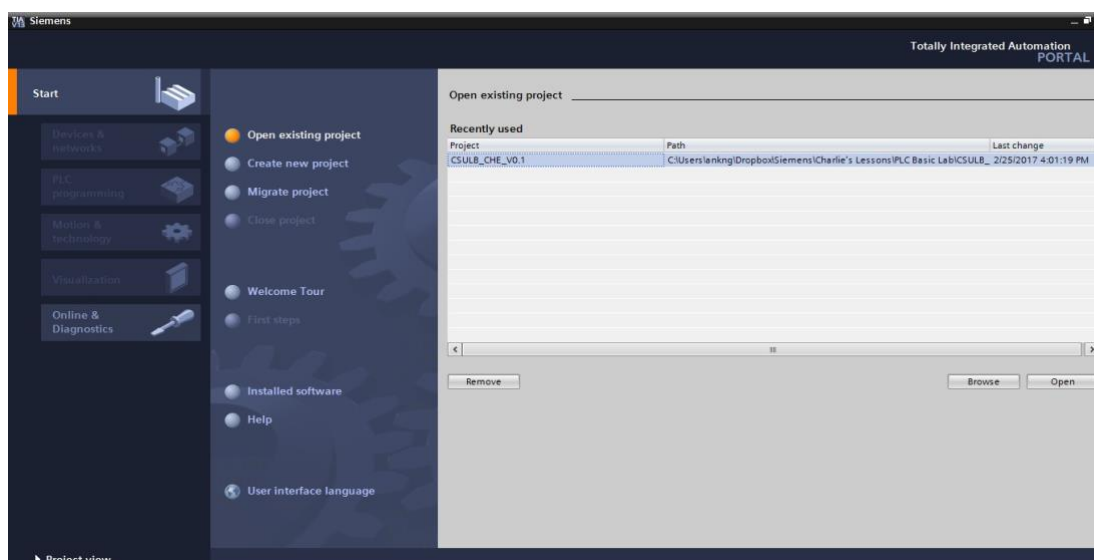 Siemens
Totally Integrated Automation
PORTAL
Start
Devices &
networks
PLC
programming
Motion &
technology
Visualization
Online &
Diagnostics
Project view
Open existing project
Create new project
Migrate project
Close project
Welcome Tour
First steps
Installed software
Help
User interface language
Open existing project
Recently used
Project Path Last change
CSULB_CHE_V0.1 C:\Users\ankng\Dropbox\Siemens\Charlie's Lessons\PLC Basic Lab\CSULB_ 2/25/2017 4:01:19 PM
Remove Browse Open